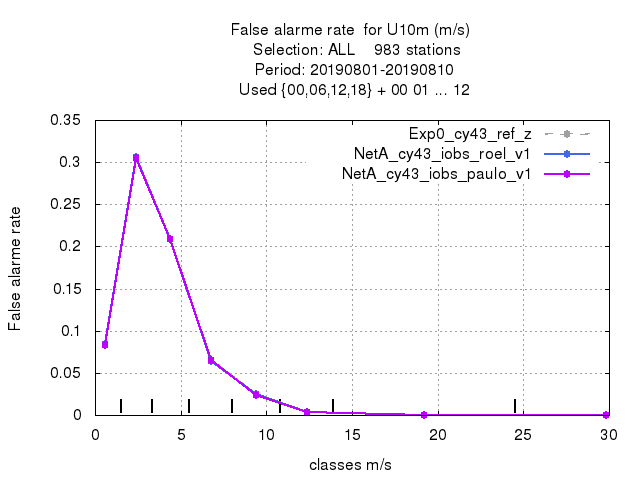 False alarme rate  for U10m (m/s)
Selection: ALL    983 stations
Period: 20190801-20190810
Used {00,06,12,18} + 00 01 ... 12
Exp0_cy43_ref_z
NetA_cy43_iobs_roel_v1
NetA_cy43_iobs_paulo_v1
False alarme rate
0.35
0.3
0.25
0.2
0.15
0.1
0.05
0
0 5 10 15 20 25 30
classes m/s